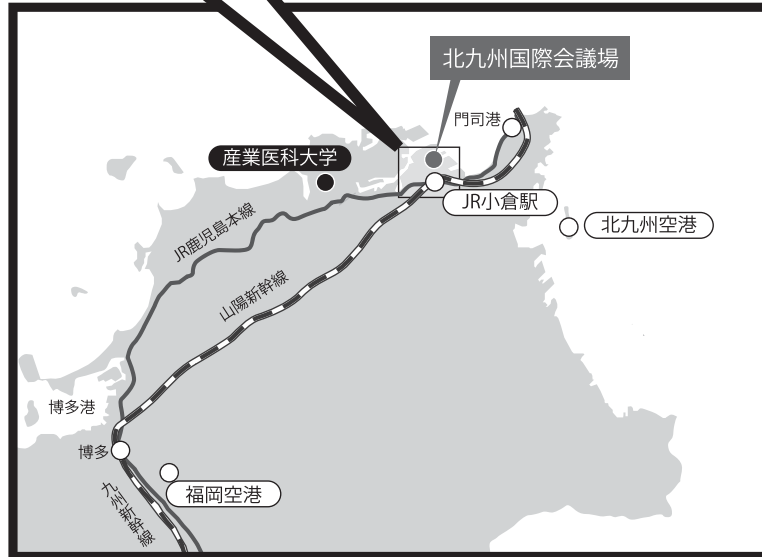 北九州国際会議場
門司港
産業医科大学
JR小倉駅
北九州空港
JR鹿児島本線
山陽新幹線
博多港
博多
福岡空港
九州新幹線